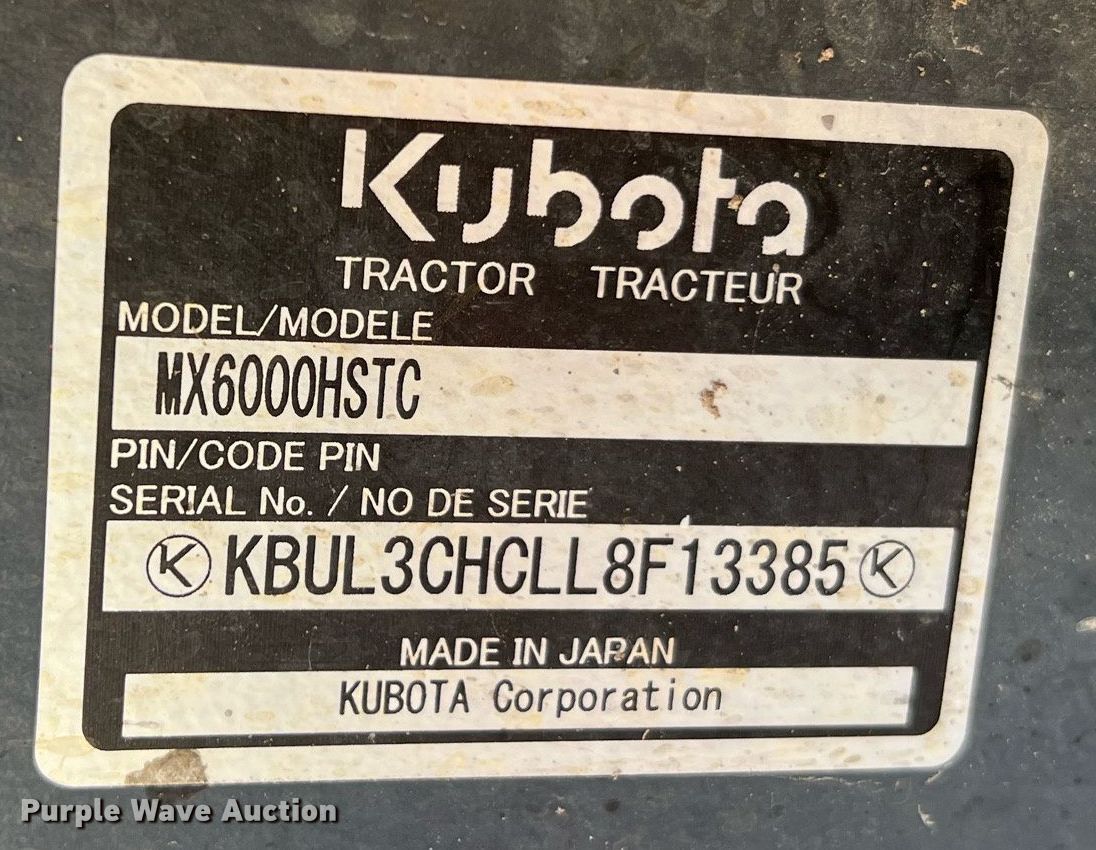 Kubota
TRACTOR TRACTEUR
MODEL/MODELE
MX6000HSTC
PIN/CODE PIN
SERIAL No. / NO DE SERIE
K KBUL3CHCLL8F13385 K
MADE IN JAPAN
KUBOTA Corporation
Purple Wave Auction